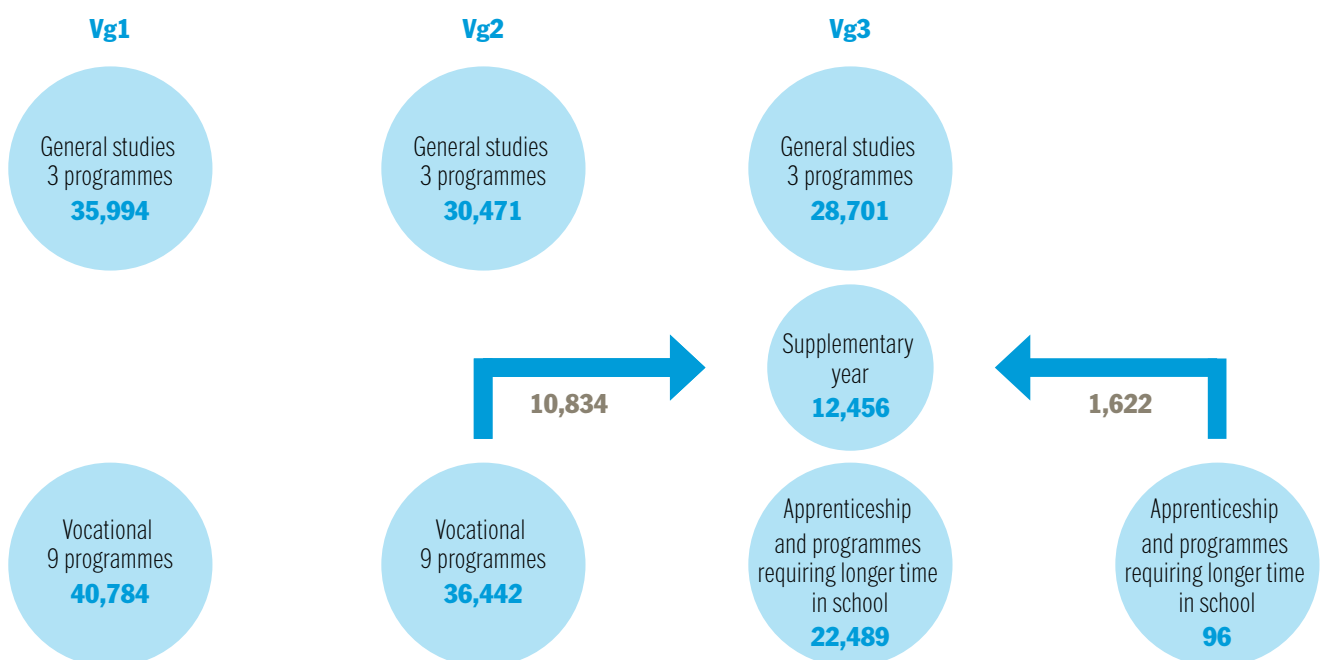 Vg1
Vg2
Vg3
General studies
3 programmes
35,994
General studies
3 programmes
30,471
General studies
3 programmes
28,701
Supplementary
year
12,456
10,834
1,622
Vocational
9 programmes
40,784
Vocational
9 programmes
36,442
Apprenticeship
and programmes
requiring longer time
in school
22,489
Apprenticeship
and programmes
requiring longer time
in school
96